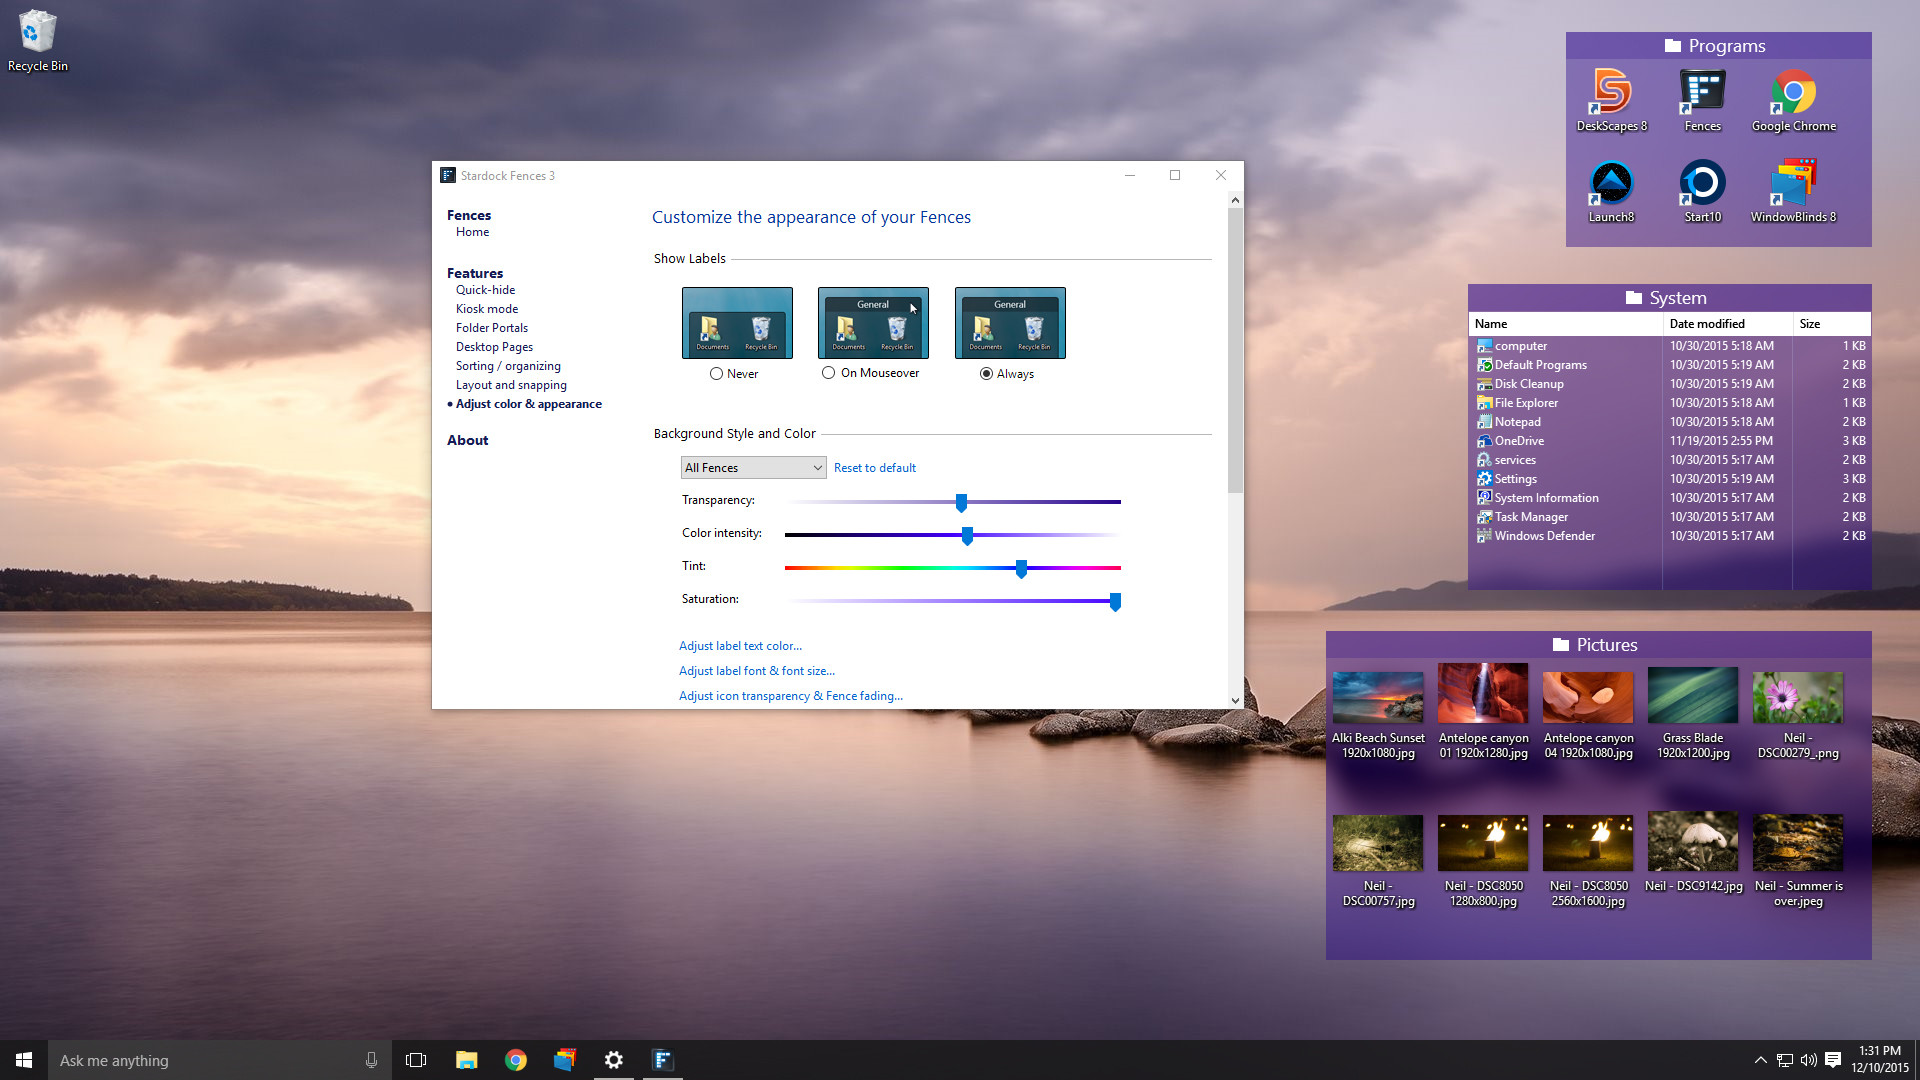 Recycle Bin
Stardock Fences 3
Fences
Home
Features
Quick-hide
Kiosk mode
Folder Portals
Desktop Pages
Sorting / organizing
Layout and snapping
• Adjust color & appearance
About
Customize the appearance of your Fences
Show Labels
Documents Recycle Bin
General
Documents Recycle Bin
General
Documents Recycle Bin
Never
On Mouseover
Always
Background Style and Color
All Fences Reset to default
Transparency:
Color intensity:
Tint:
Saturation:
Adjust label text color...
Adjust label font & font size...
Adjust icon transparency & Fence fading...
Programs
DeskScapes 8 Fences Google Chrome
Launch8 Start10 WindowBlinds 8
System
Name Date modified Size
computer 10/30/2015 5:18 AM 1 KB
Default Programs 10/30/2015 5:19 AM 2 KB
Disk Cleanup 10/30/2015 5:19 AM 2 KB
File Explorer 10/30/2015 5:18 AM 1 KB
Notepad 10/30/2015 5:18 AM 2 KB
OneDrive 11/19/2015 2:55 PM 3 KB
services 10/30/2015 5:17 AM 2 KB
Settings 10/30/2015 5:19 AM 3 KB
System Information 10/30/2015 5:17 AM 2 KB
Task Manager 10/30/2015 5:17 AM 2 KB
Windows Defender 10/30/2015 5:17 AM 2 KB
Pictures
Alki Beach Sunset
1920x1080.jpg
Antelope canyon
01 1920x1280.jpg
Antelope canyon
04 1920x1080.jpg
Grass Blade
1920x1200.jpg
Neil -
DSC00279_.png
Neil -
DSC00757.jpg
Neil - DSC8050
1280x800.jpg
Neil - DSC8050
2560x1600.jpg
Neil - DSC9142.jpg
Neil - Summer is
over.jpeg
Ask me anything
1:31 PM
12/10/2015